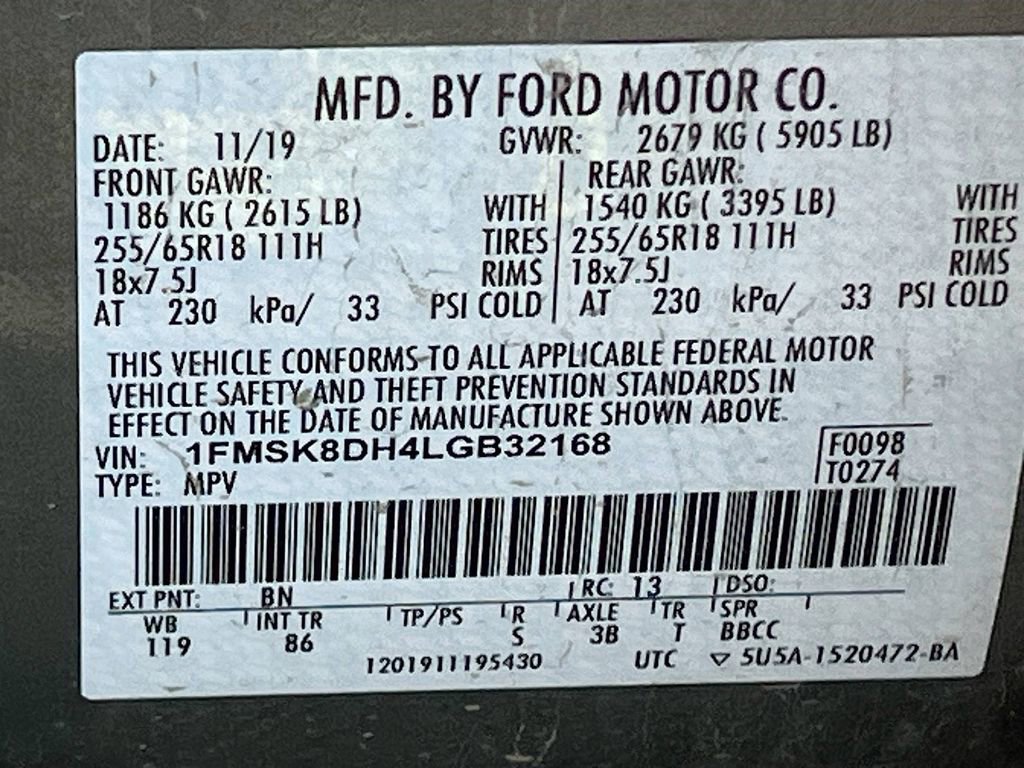 MFD. BY FORD MOTOR CO.
DATE: 11/19 GVWR: 2679 KG ( 5905 LB)
FRONT GAWR: REAR GAWR:
1186 KG ( 2615 LB) WITH 1540 KG ( 3395 LB) WITH
255/65R18 111H TIRES 255/65R18 111H TIRES
18x7.5J RIMS 18x7.5J RIMS
AT 230 kPa/ 33 PSI COLD AT 230 kPa/ 33 PSI COLD
THIS VEHICLE CONFORMS TO ALL APPLICABLE FEDERAL MOTOR
VEHICLE SAFETY AND THEFT PREVENTION STANDARDS IN
EFFECT ON THE DATE OF MANUFACTURE SHOWN ABOVE.
VIN: 1FMSK8DH4LGB32168 F0098
TYPE: MPV T0274
EXT PNT: BN RC: 13 DSO:
WB INT TR TP/PS R AXLE TR SPR
119 86 S 3B T BBCC
1201911195430 UTC ▽ 5U5A-1520472-BA